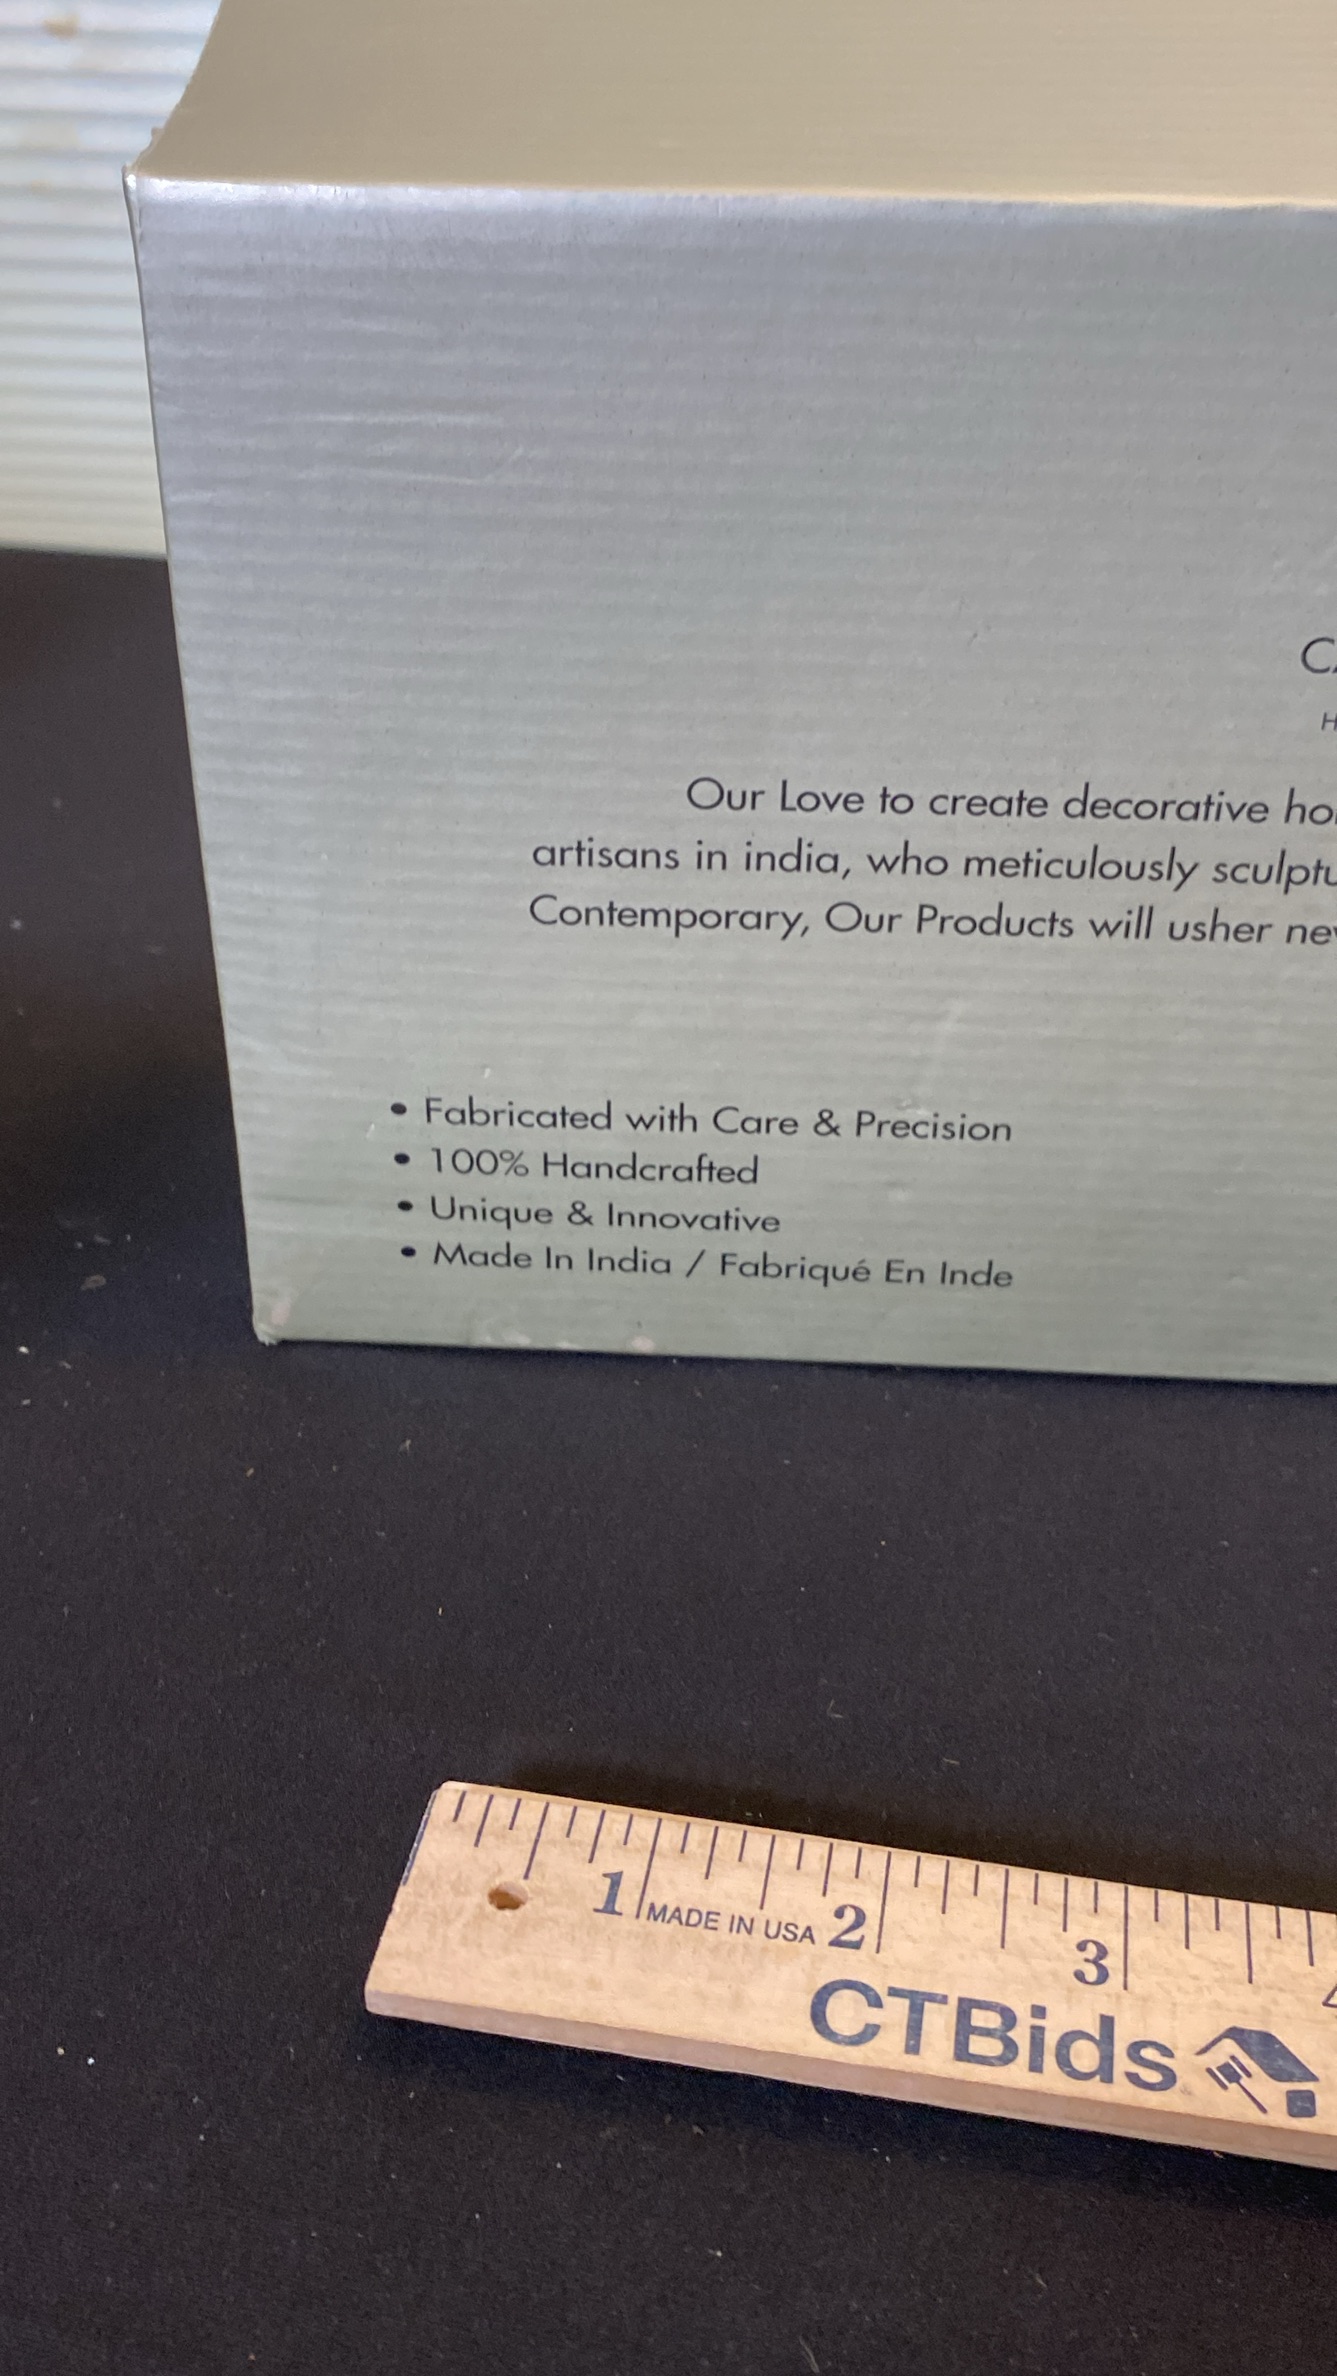 Our Love to create decorative
artisans in india, who meticulously
Contemporary, Our Products will usher
• Fabricated with Care & Precision
• 100% Handcrafted
• Unique & Innovative
• Made In India / Fabriqué En Inde
1 MADE IN USA 2 3
CTBids